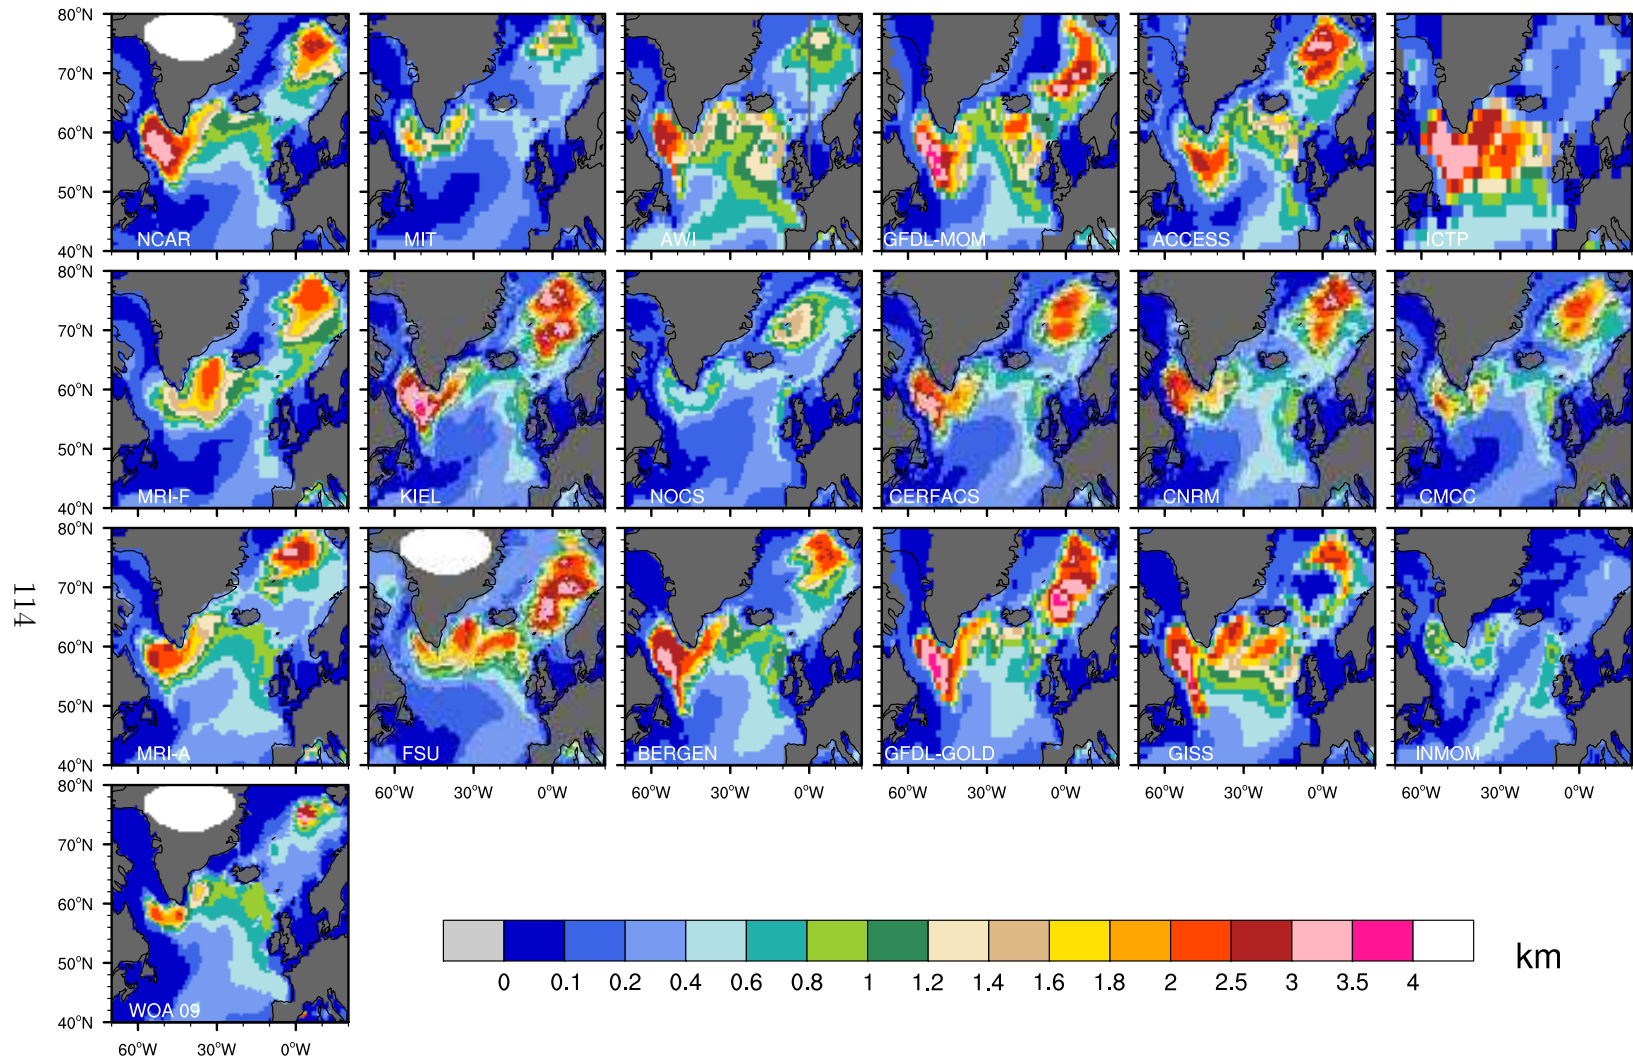 80°N
70°N
60°N
50°N
40°N
NCAR
MIT
AWI
GFDL-MOM
ACCESS
ICTP
80°N
70°N
60°N
50°N
40°N
MRI-F
KIEL
NOCS
CERFACS
CNRM
CMCC
80°N
70°N
60°N
50°N
40°N
MRI-A
FSU
BERGEN
GFDL-GOLD
GISS
INMOM
60°W 30°W 0°W 60°W 30°W 0°W 60°W 30°W 0°W 60°W 30°W 0°W 60°W 30°W 0°W
114
80°N
70°N
60°N
50°N
40°N
WOA 09
60°W 30°W 0°W
0 0.1 0.2 0.4 0.6 0.8 1 1.2 1.4 1.6 1.8 2 2.5 3 3.5 4
km